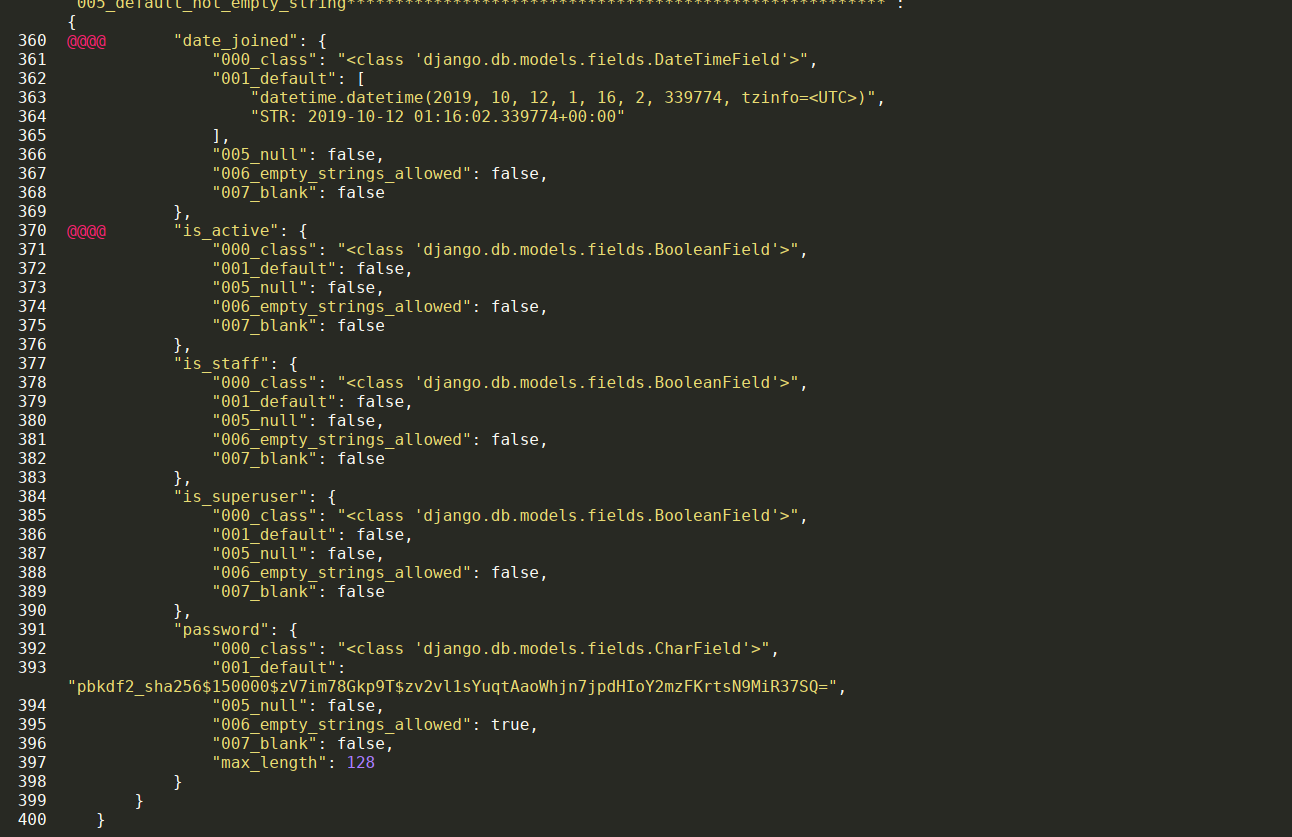 "005_default_not_empty_string********************************************************":
{
360 @@@@ "date_joined": {
361 "000_class": "<class 'django.db.models.fields.DateTimeField'>",
362 "001_default": [
363 "datetime.datetime(2019, 10, 12, 1, 16, 2, 339774, tzinfo=<UTC>)",
364 "STR: 2019-10-12 01:16:02.339774+00:00"
365 ],
366 "005_null": false,
367 "006_empty_strings_allowed": false,
368 "007_blank": false
369 },
370 @@@@ "is_active": {
371 "000_class": "<class 'django.db.models.fields.BooleanField'>",
372 "001_default": false,
373 "005_null": false,
374 "006_empty_strings_allowed": false,
375 "007_blank": false
376 },
377 "is_staff": {
378 "000_class": "<class 'django.db.models.fields.BooleanField'>",
379 "001_default": false,
380 "005_null": false,
381 "006_empty_strings_allowed": false,
382 "007_blank": false
383 },
384 "is_superuser": {
385 "000_class": "<class 'django.db.models.fields.BooleanField'>",
386 "001_default": false,
387 "005_null": false,
388 "006_empty_strings_allowed": false,
389 "007_blank": false
390 },
391 "password": {
392 "000_class": "<class 'django.db.models.fields.CharField'>",
393 "001_default":
"pbkdf2_sha256$150000$zV7im78Gkp9T$zv2vl1sYuqtAaoWhjn7jpdHIoY2mzFKrtsN9MiR37SQ=",
394 "005_null": false,
395 "006_empty_strings_allowed": true,
396 "007_blank": false,
397 "max_length": 128
398 }
399 }
400 }